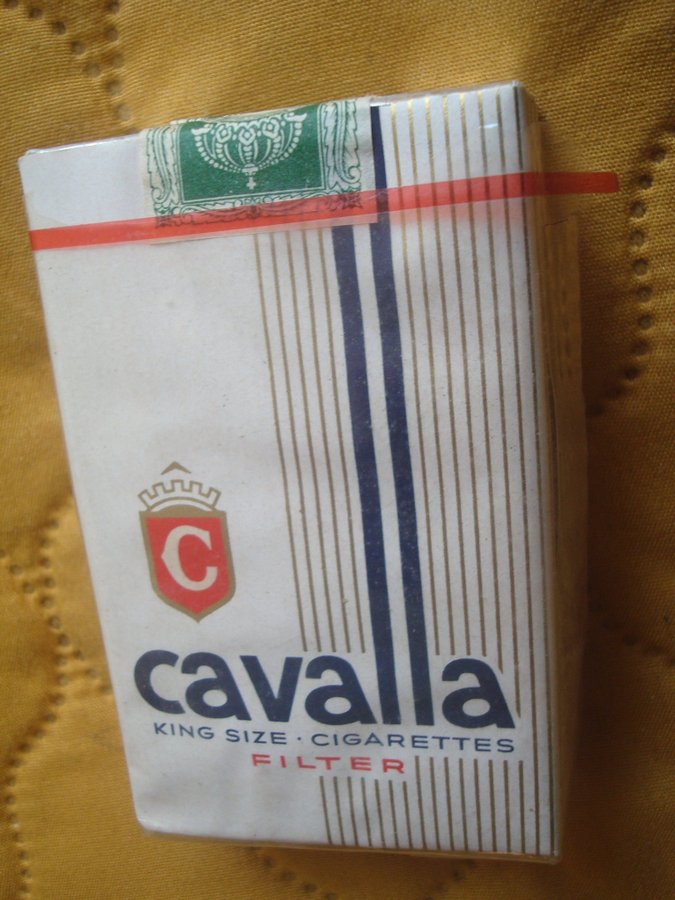 C
cavalla
KING SIZE · CIGARETTES
FILTER